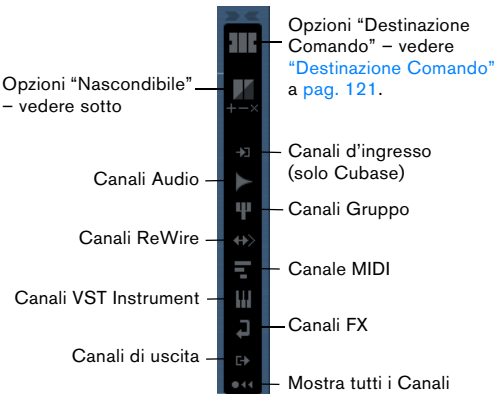 Opzioni “Destinazione
Comando” – vedere
“Destinazione Comando”
a pag. 121.
Opzioni “Nascondibile”
– vedere sotto
Canali d’ingresso
(solo Cubase)
Canali Audio
Canali Gruppo
Canali ReWire
Canale MIDI
Canali VST Instrument
Canali FX
Canali di uscita
Mostra tutti i Canali